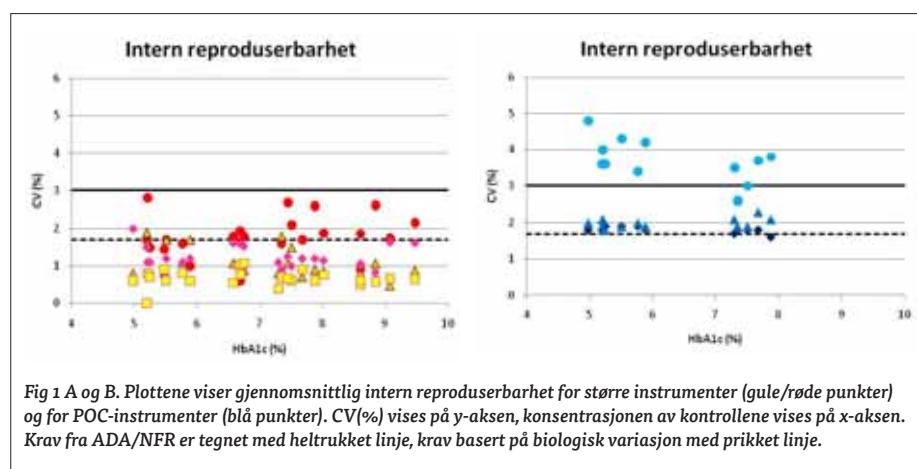 Intern reproduserbarhet
CV (%)
6
5
4
3
2
1
0
4 5 6 7 8 9 10
HbA1c (%)
Intern reproduserbarhet
CV (%)
6
5
4
3
2
1
0
4 5 6 7 8 9 10
HbA1c (%)
Fig 1 A og B. Plottene viser gjennomsnittlig intern reproduserbarhet for større instrumenter (gule/røde punkter)
og for POC-instrumenter (blå punkter). CV(%) vises på y-aksen, konsentrasjonen av kontrollene vises på x-aksen.
Krav fra ADA/NFR er tegnet med heltrukket linje, krav basert på biologisk variasjon med prikket linje.